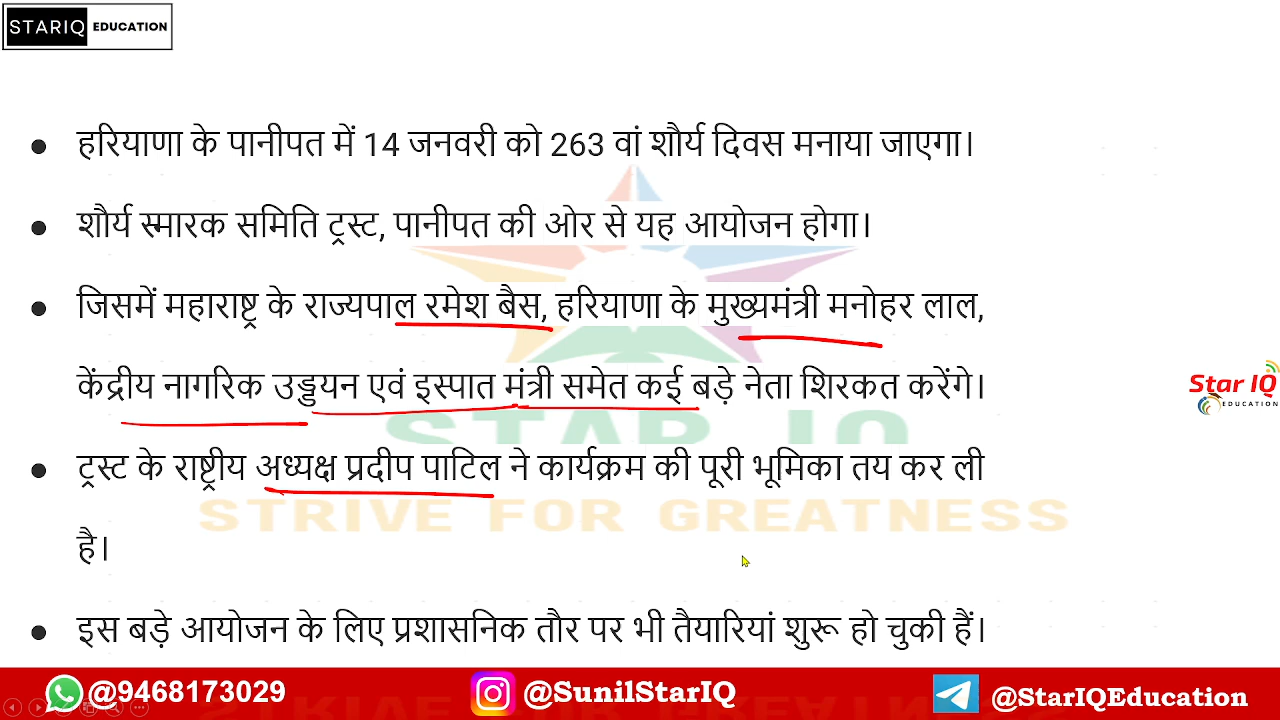 STARIQ EDUCATION
• हरियाणा के पानीपत में 14 जनवरी को 263 वां शौर्य दिवस मनाया जाएगा।
• शौर्य स्मारक समिति ट्रस्ट, पानीपत की ओर से यह आयोजन होगा।
• जिसमें महाराष्ट्र के राज्यपाल रमेश बैस, हरियाणा के मुख्यमंत्री मनोहर लाल,
केंद्रीय नागरिक उड्डयन एवं इस्पात मंत्री समेत कई बड़े नेता शिरकत करेंगे।
Star IQ
EDUCATION
STAR IQ
• ट्रस्ट के राष्ट्रीय अध्यक्ष प्रदीप पाटिल ने कार्यक्रम की पूरी भूमिका तय कर ली
STRIVE FOR GREATNESS
है।
• इस बड़े आयोजन के लिए प्रशासनिक तौर पर भी तैयारियां शुरू हो चुकी हैं।
@9468173029 @SunilStarIQ @StarIQEducation